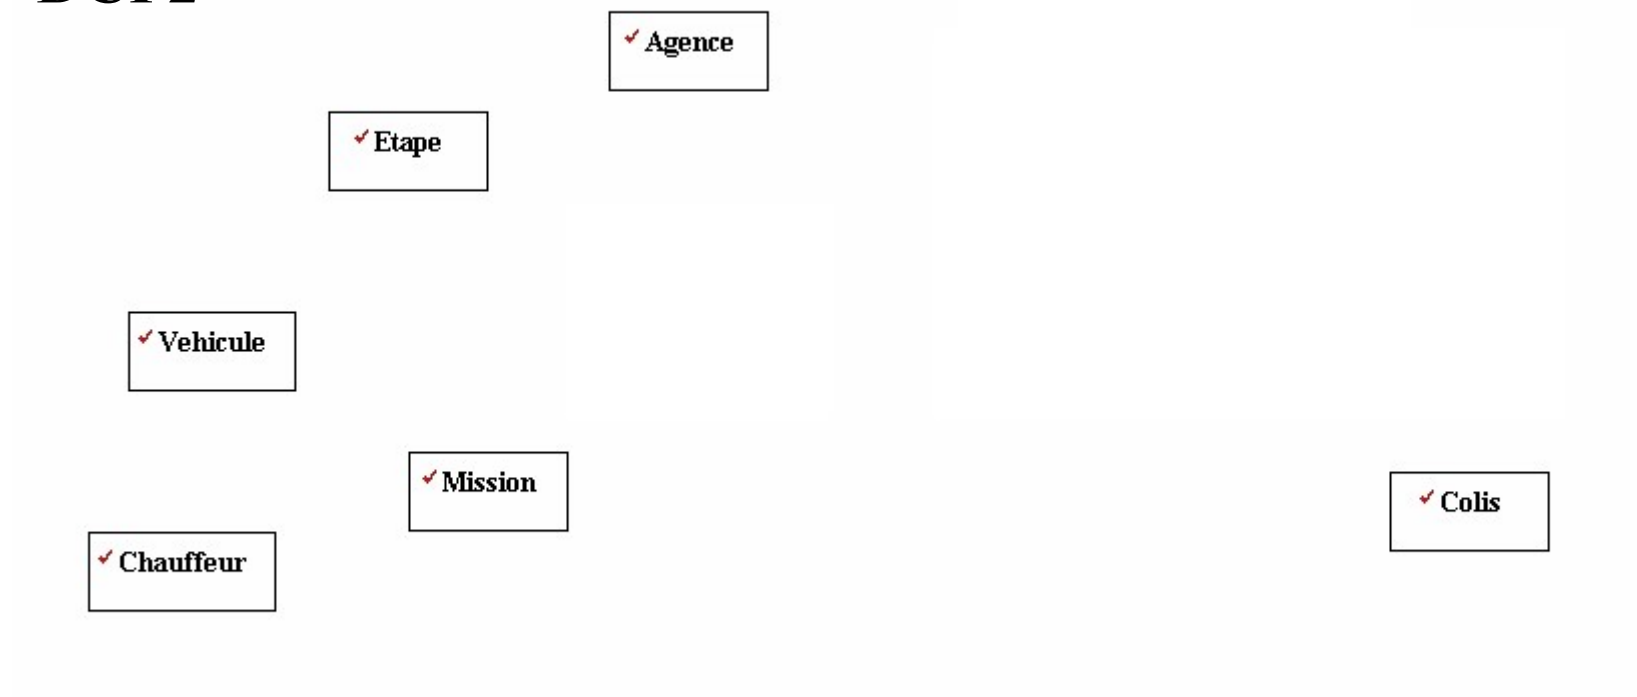 Agence
Etape
Vehicule
Mission
Colis
Chauffeur